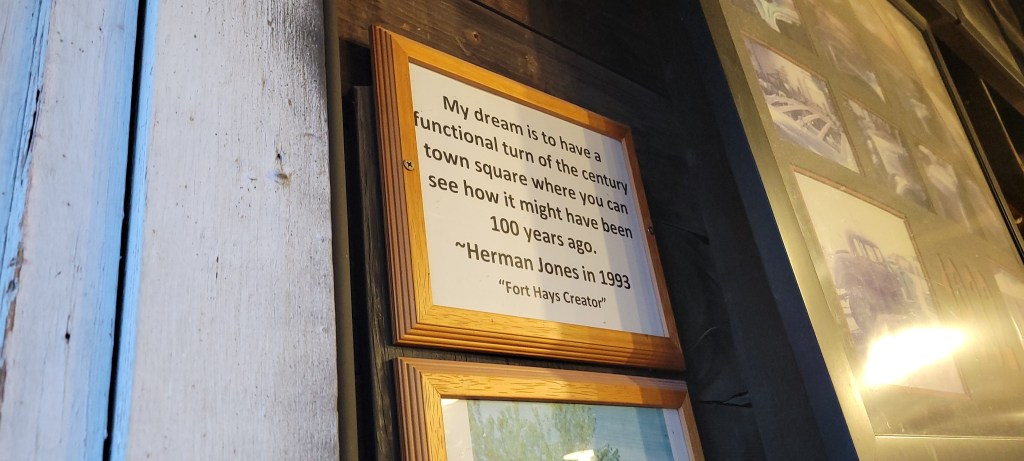 My dream is to have a
functional turn of the century
town square where you can
see how it might have been
100 years ago.
~Herman Jones in 1993
"Fort Hays Creator"